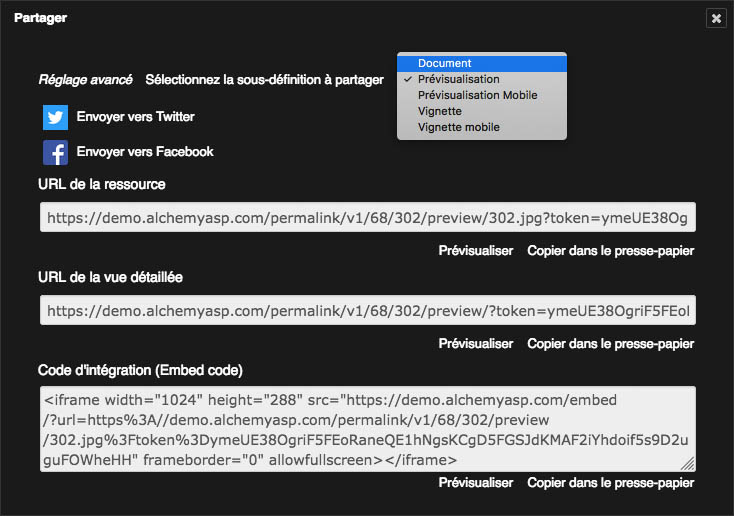 Partager
Document
Réglage avancé Sélectionnez la sous-définition à partager
✓ Prévisualisation
Prévisualisation Mobile
Vignette
Vignette mobile
Envoyer vers Twitter
Envoyer vers Facebook
URL de la ressource
https://demo.alchemyasp.com/permalink/v1/68/302/preview/302.jpg?token=ymeUE38Og
Prévisualiser Copier dans le presse-papier
URL de la vue détaillée
https://demo.alchemyasp.com/permalink/v1/68/302/preview/?token=ymeUE38OgriF5FEoI
Prévisualiser Copier dans le presse-papier
Code d'intégration (Embed code)
<iframe width="1024" height="288" src="https://demo.alchemyasp.com/embed
/?url=https%3A//demo.alchemyasp.com/permalink/v1/68/302/preview
/302.jpg%3Ftoken%3DymeUE38OgriF5FEoRaneQE1hNgsKCgD5FGSJdKMAF2iYhdoif5s9D2u
guFOWheHH" frameborder="0" allowfullscreen></iframe>
Prévisualiser Copier dans le presse-papier